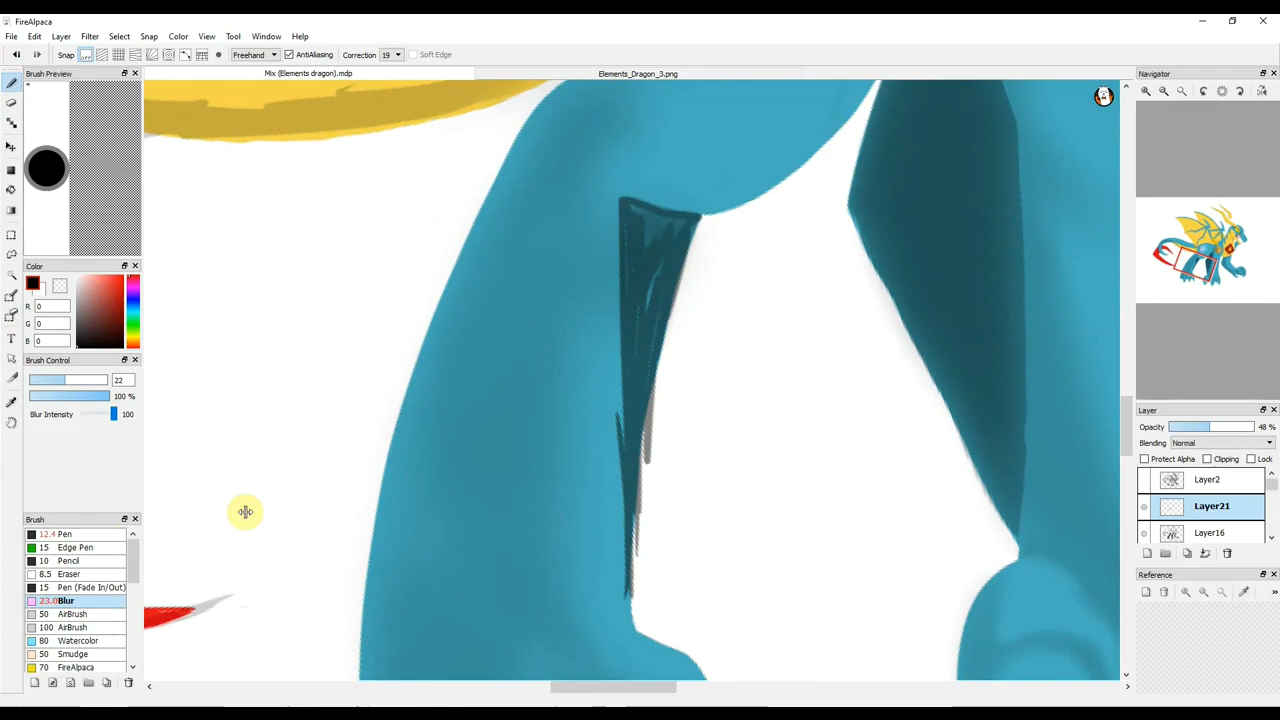 FireAlpaca
File Edit Layer Filter Select Snap Color View Tool Window Help
Snap OFF Freehand AntiAliasing Correction 19 Soft Edge
Brush Preview
Mix (Elements dragon).mdp
Elements_Dragon_3.png
Navigator
Color
R 0
G 0
B 0
Brush Control
22
100 %
Blur Intensity 100
Brush
12.4 Pen
15 Edge Pen
10 Pencil
8.5 Eraser
15 Pen (Fade In/Out)
23.0 Blur
50 AirBrush
100 AirBrush
80 Watercolor
50 Smudge
70 FireAlpaca
Layer
Opacity 48 %
Blending Normal
Protect Alpha Clipping Lock
Layer2
Layer21
Layer16
Reference